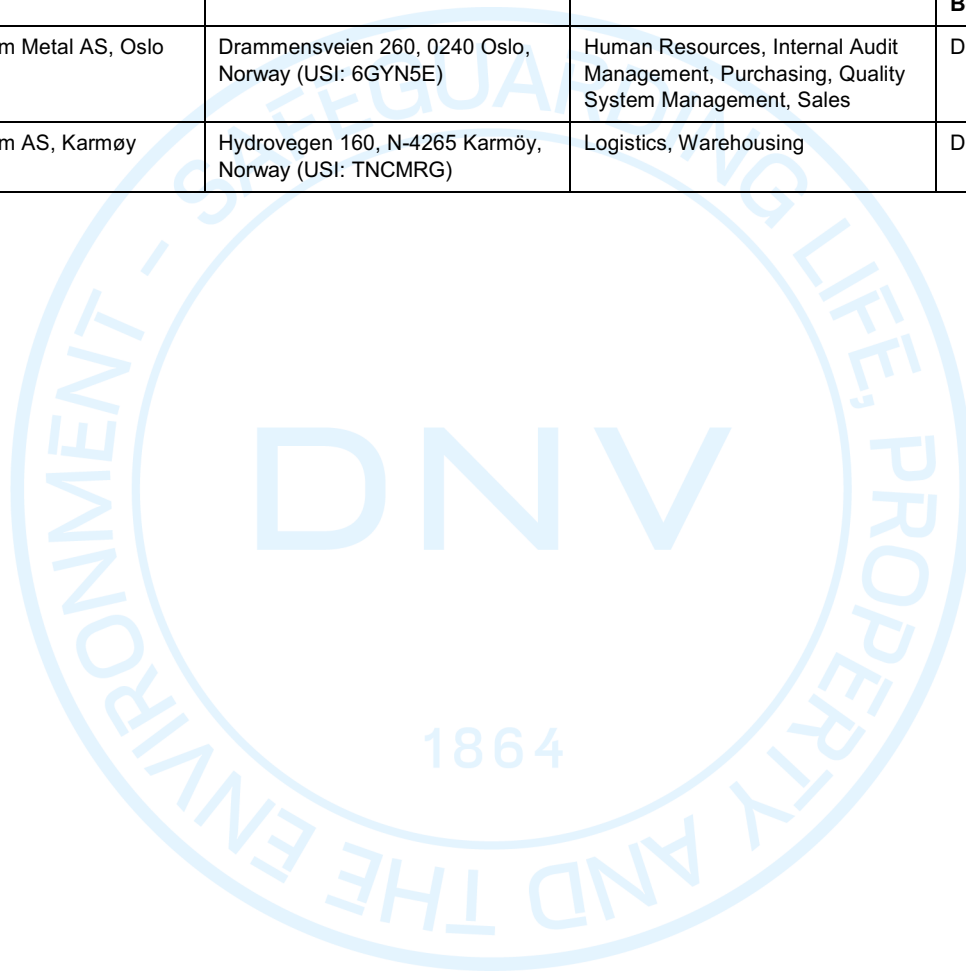 B
m Metal AS, Oslo
Drammensveien 260, 0240 Oslo,
Norway (USI: 6GYN5E)
Human Resources, Internal Audit
Management, Purchasing, Quality
System Management, Sales
D
m AS, Karmøy
Hydrovegen 160, N-4265 Karmöy,
Norway (USI: TNCMRG)
Logistics, Warehousing
D
SAFEGUARDING LIFE, PROPERTY AND THE ENVIRONMENT -
DNV
1864